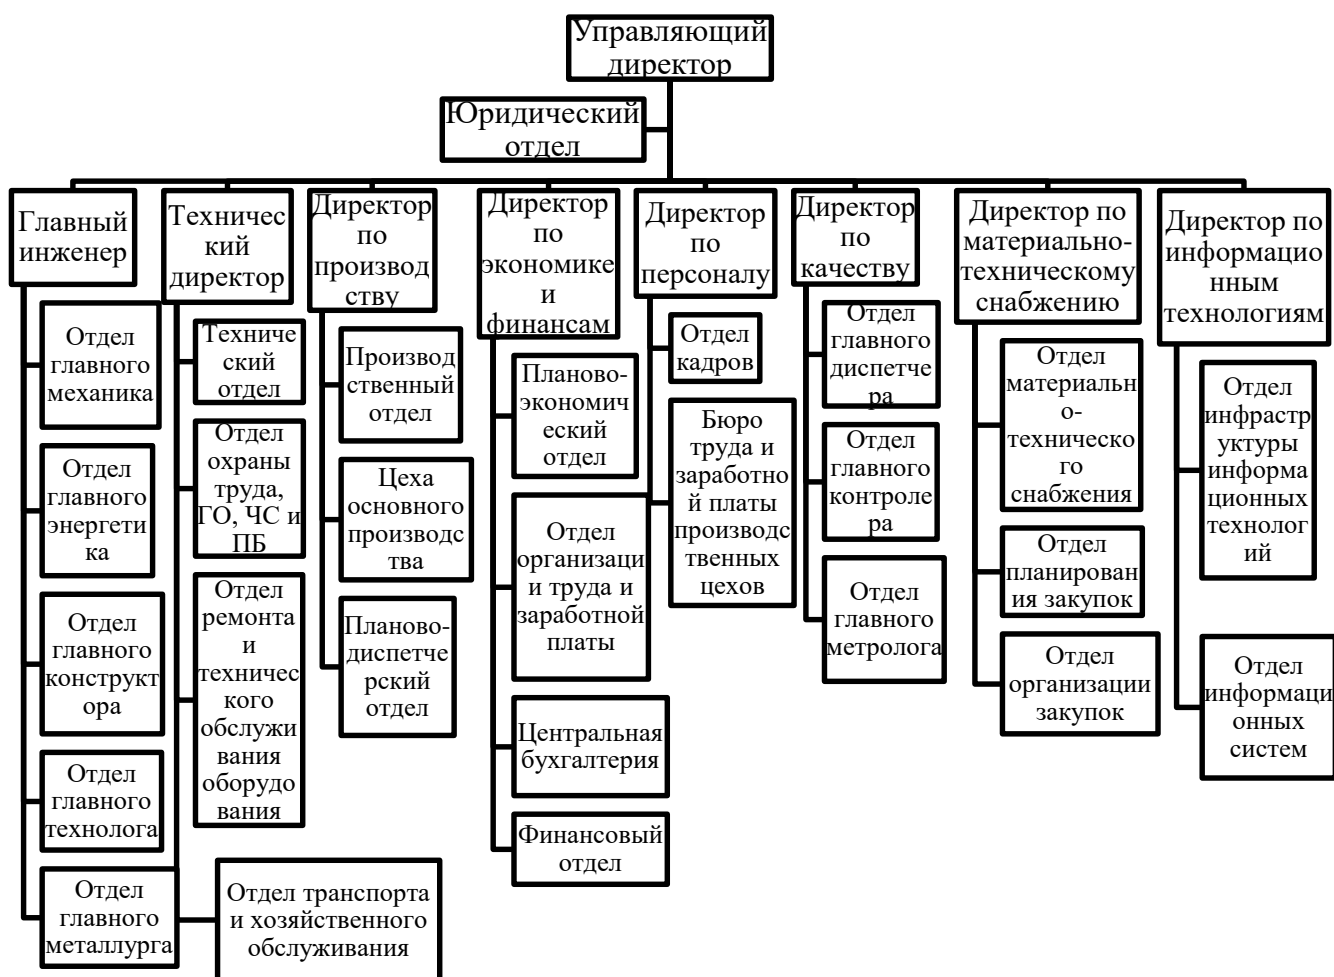 Управляющий
директор
Юридический
отдел
Главный
инженер
Отдел
главного
механика
Отдел
главного
энергети
ка
Отдел
главного
конструкт
ора
Отдел
главного
технолога
Отдел
главного
металлурга
Техничес
кий
директор
Техниче
ский
отдел
Отдел
охраны
труда,
ГО, ЧС и
ПБ
Отдел
ремонта
и
техничес
кого
обслужи
вания
оборудо
вания
Отдел транспорта
и хозяйственного
обслуживания
Директор
по
производ
ству
Производ
ственный
отдел
Цеха
основного
производс
тва
Планово-
диспетче
рский
отдел
Директор
по
экономике
и
финансам
Планово-
экономич
еский
отдел
Отдел
организаци
и труда и
заработной
платы
Центральная
бухгалтерия
Финансовый
отдел
Директор
по
персоналу
Отдел
кадров
Бюро
труда и
заработно
й платы
производс
твенных
цехов
Директор
по
качеству
Отдел
главного
диспетче
ра
Отдел
главного
контроле
ра
Отдел
главного
метролога
Директор по
материально-
техническому
снабжению
Отдел
материальн
о-
техническо
го
снабжения
Отдел
планирован
ия закупок
Отдел
организации
закупок
Директор по
информацио
нным
технологиям
Отдел
инфрастр
уктуры
информа
ционных
технолог
ий
Отдел
информаци
онных
систем